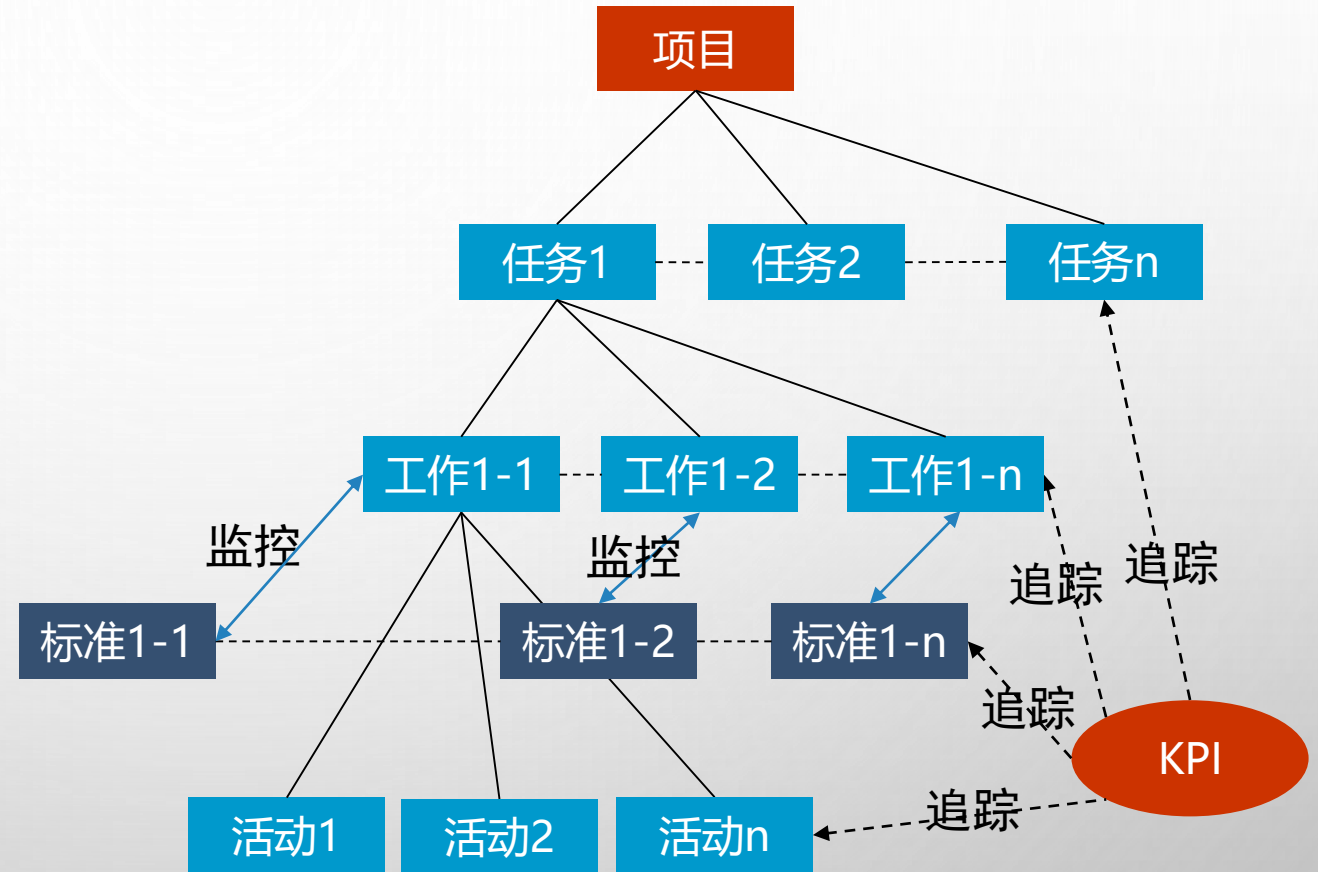 项目
任务1
任务2
任务n
工作1-1
工作1-2
工作1-n
监控
监控
追踪
追踪
标准1-1
标准1-2
标准1-n
追踪
KPI
追踪
活动1
活动2
活动n